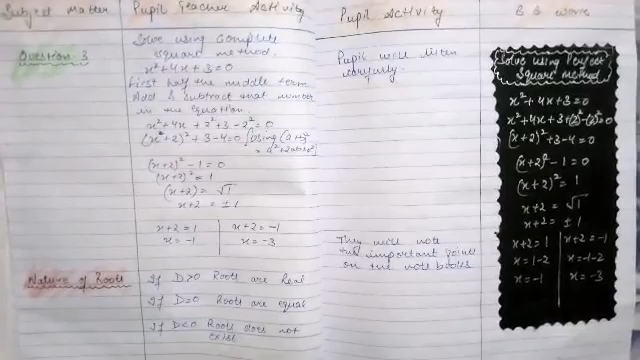 Subject Matter
Pupil Teacher Activity
Pupil Activity
B B Work
Question 3
Solve using Complete
square method.
x²+4x+3=0
First half the middle term
Add & subtract that number
in the equation.
x²+4x+2²+3-2²=0
(x²+2)²+3-4=0 [Using (a+b)²
= a²+2ab+b²]
(x+2)²-1=0
(x+2)²=1
(x+2)=√1
x+2=±1
x+2=1 | x+2=-1
x=-1 | x=-3
Nature of Roots
If D>0 Roots are Real
If D=0 Roots are equal
If D<0 Roots does not
exist
Pupil will listen
They will note
the important points
on the note books
Solve using Perfect
Square method
x²+4x+3=0
x²+4x+3+(2)²-(2)²=0
(x+2)²+3-4=0
(x+2)²-1=0
(x+2)²=1
x+2=√1
x+2=±1
x+2=1 | x+2=-1
x=1-2 | x=-1-2
x=-1 | x=-3